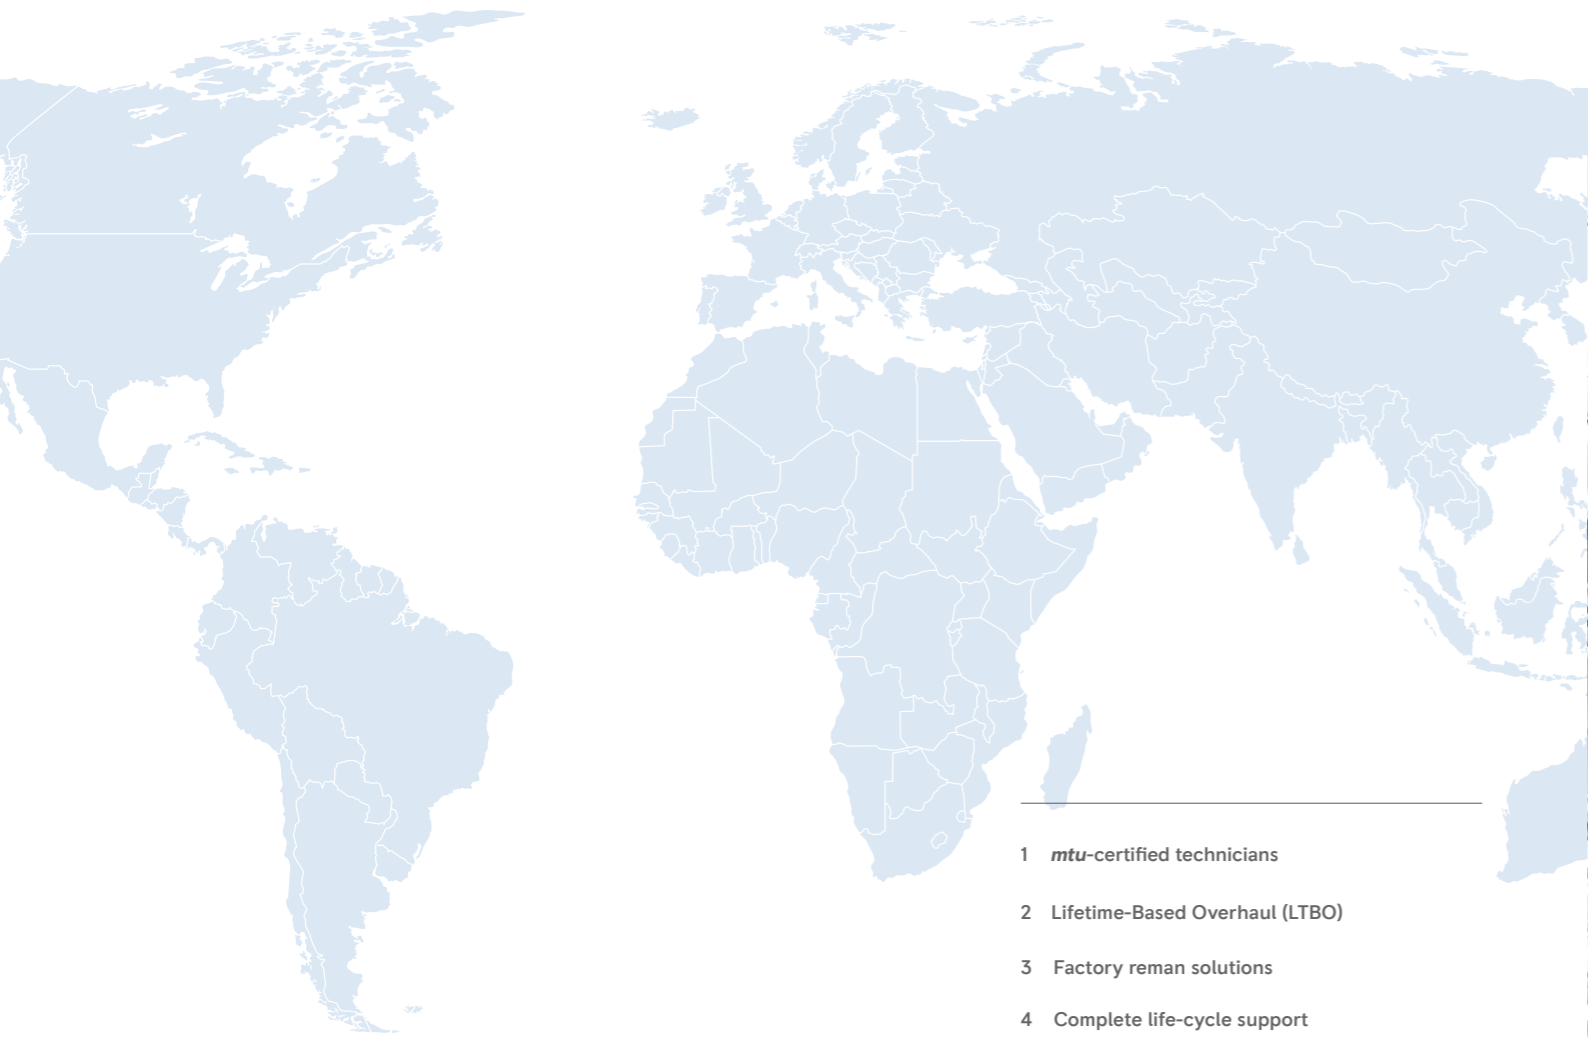 1 mtu-certified technicians
2 Lifetime-Based Overhaul (LTBO)
3 Factory reman solutions
4 Complete life-cycle support